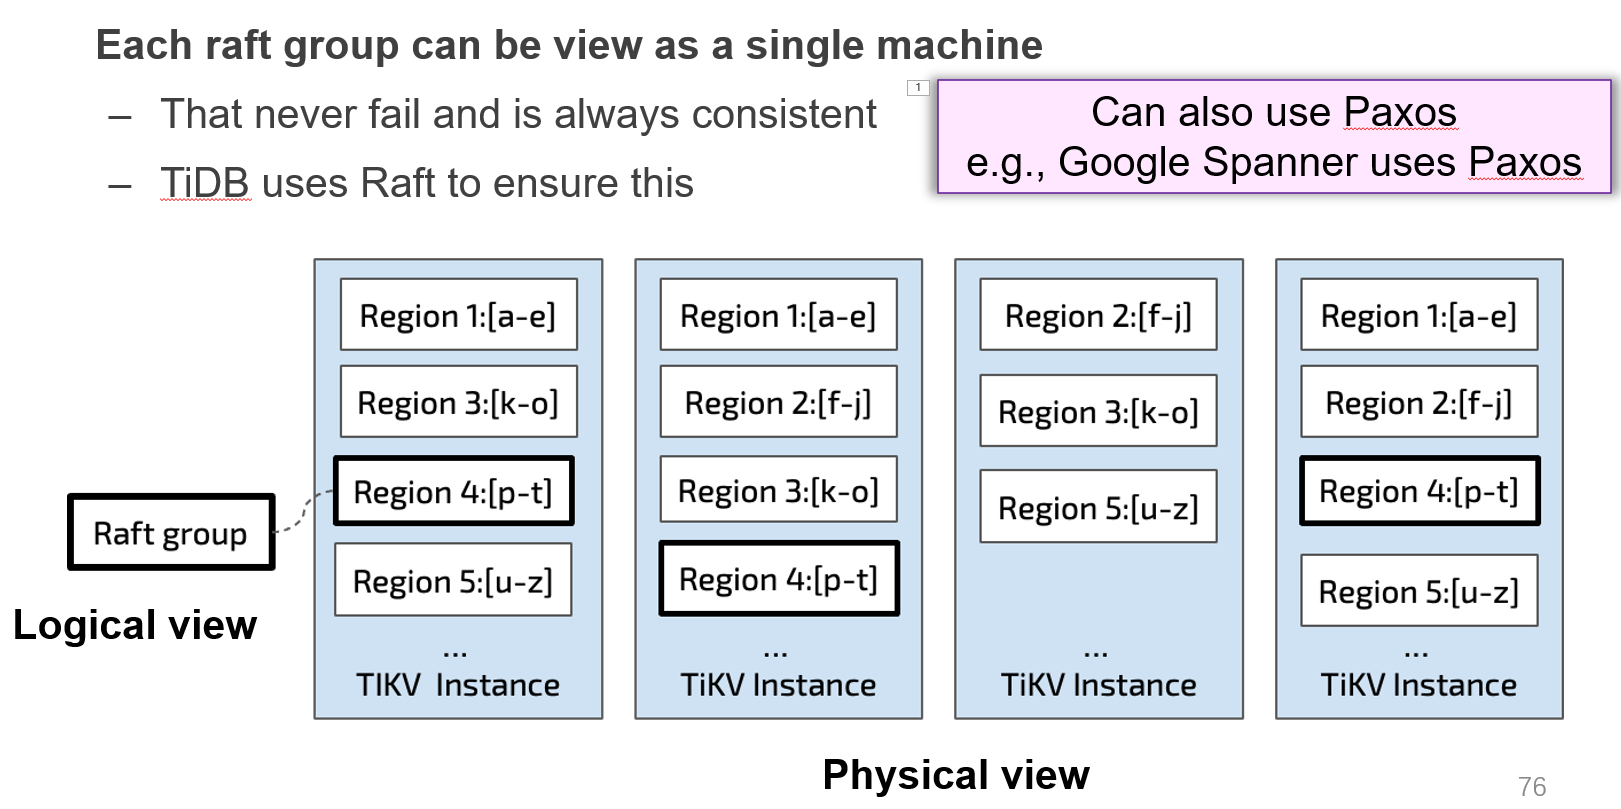 Each raft group can be view as a single machine
– That never fail and is always consistent
– TiDB uses Raft to ensure this
1
Can also use Paxos
e.g., Google Spanner uses Paxos
Raft group
Logical view
Region 1:[a-e]
Region 3:[k-o]
Region 4:[p-t]
Region 5:[u-z]
...
TIKV Instance
Region 1:[a-e]
Region 2:[f-j]
Region 3:[k-o]
Region 4:[p-t]
...
TiKV Instance
Region 2:[f-j]
Region 3:[k-o]
Region 5:[u-z]
...
TiKV Instance
Region 1:[a-e]
Region 2:[f-j]
Region 4:[p-t]
Region 5:[u-z]
...
TiKV Instance
Physical view
76